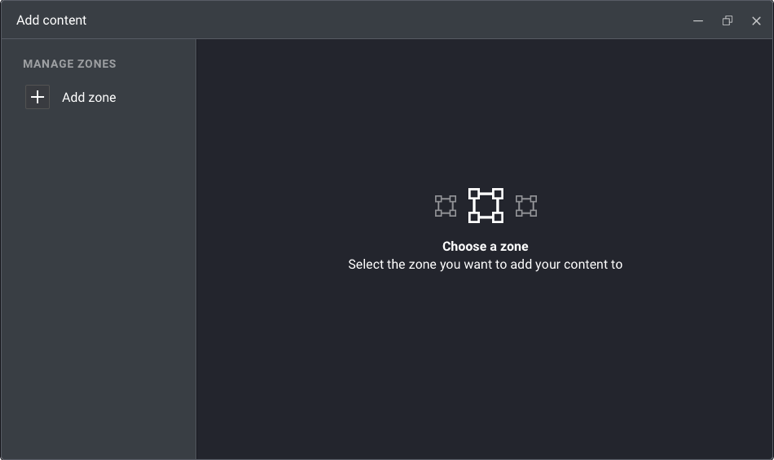 Add content
MANAGE ZONES
Add zone
Choose a zone
Select the zone you want to add your content to